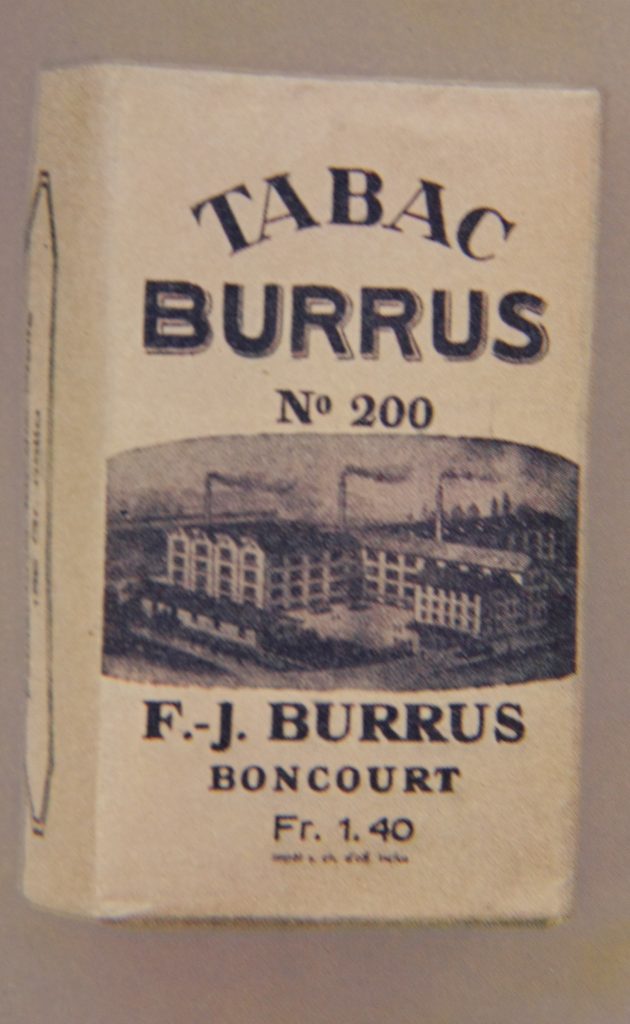 TABAC
BURRUS
Nº 200
F.-J. BURRUS
BONCOURT
Fr. 1.40